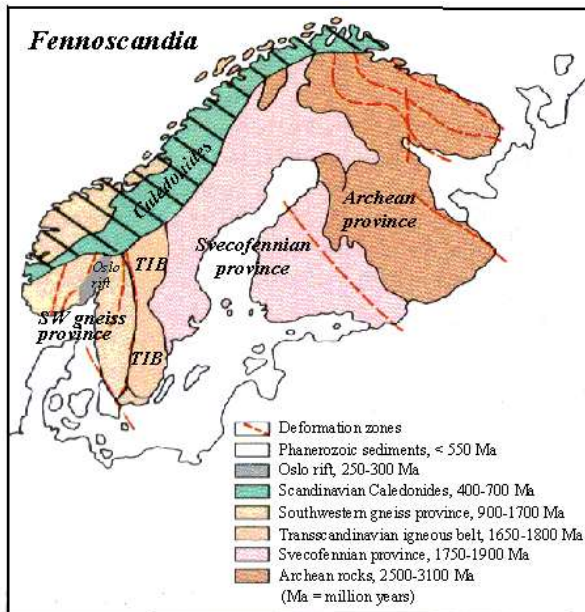 Fennoscandia
Caledonides
Archean
province
Svecofennian
province
TIB
Oslo
rift
SW gneiss
province
TIB
Deformation zones
Phanerozoic sediments, < 550 Ma
Oslo rift, 250-300 Ma
Scandinavian Caledonides, 400-700 Ma
Southwestern gneiss province, 900-1700 Ma
Transscandinavian igneous belt, 1650-1800 Ma
Svecofennian province, 1750-1900 Ma
Archean rocks, 2500-3100 Ma
(Ma = million years)